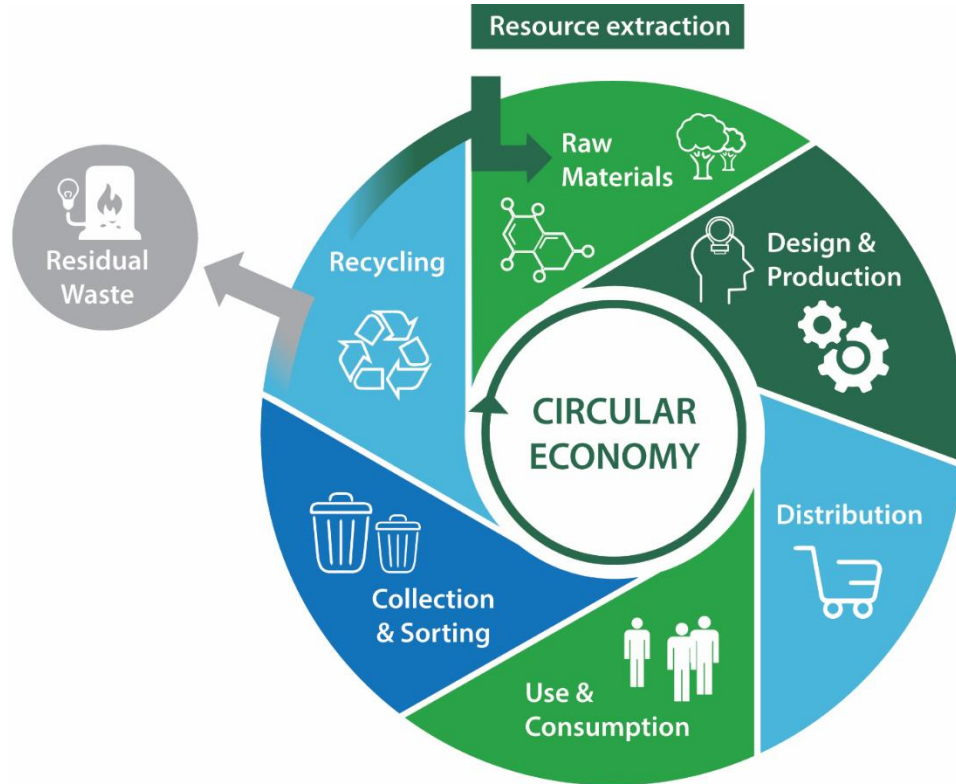 Resource extraction
Raw
Materials
Design &
Production
Distribution
Use &
Consumption
Collection
& Sorting
Recycling
Residual
Waste
CIRCULAR
ECONOMY